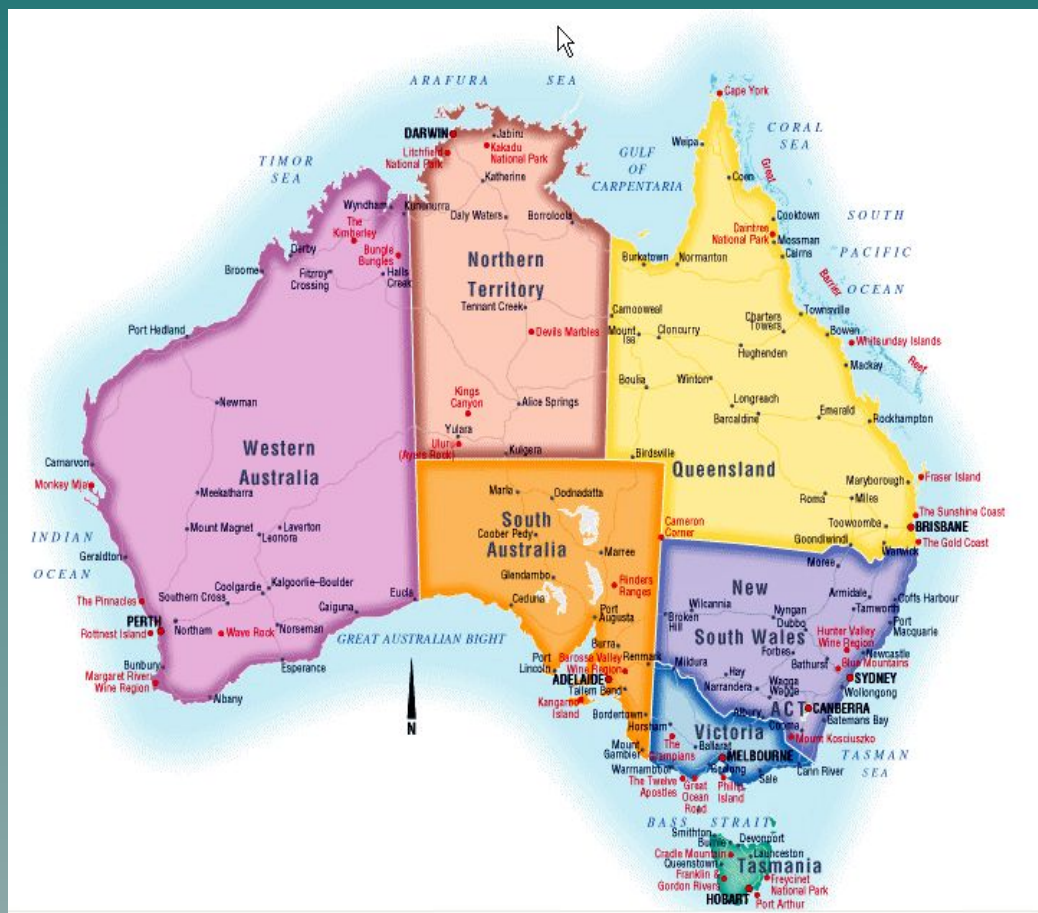 ARAFURA SEA
Cape York
DARWIN
Jabiru
CORAL
SEA
Litchfield
National Park
Kakadu
National Park
Weipa
GULF
OF
CARPENTARIA
TIMOR
SEA
Great
Katherine
Coen
Wyndham
Kununurra
Daly Waters
Borroloola
Cooktown
SOUTH
PACIFIC
OCEAN
The
Kimberley
Daintree
National Park
Mossman
Cairns
Derby
Bungle
Bungles
Broome
Fitzroy
Crossing
Halls
Creek
Northern
Territory
Burketown
Normanton
Barrier
Tennant Creek
Camooweal
Townsville
Charters
Towers
Port Hedland
Devils Marbles
Mount
Isa
Cloncurry
Bowen
Whitsunday Islands
Hughenden
Reef
Mackay
Boulia
Winton
Newman
Kings
Canyon
Alice Springs
Longreach
Barcaldine
Emerald
Rockhampton
Yulara
Uluru
(Ayers Rock)
Kulgera
Western
Australia
Birdsville
Queensland
Carnarvon
Monkey Mia
Meekatharra
Marla
Oodnadatta
Maryborough
Fraser Island
Roma
Miles
The Sunshine Coast
South
Australia
Coober Pedy
Cameron
Corner
Toowoomba
BRISBANE
Mount Magnet
Laverton
Leonora
Goondiwindi
Warwick
The Gold Coast
INDIAN
OCEAN
Geraldton
Marree
Moree
Glendambo
Flinders
Ranges
New
South Wales
Coolgardie
Kalgoorlie-Boulder
Eucla
Armidale
Coffs Harbour
The Pinnacles
Southern Cross
Caiguna
Ceduna
Port
Augusta
Wilcannia
Broken
Hill
Nyngan
Dubbo
Tamworth
Port
Macquarie
PERTH
Rottnest Island
Northam
Wave Rock
Norseman
GREAT AUSTRALIAN BIGHT
Burra
Hunter Valley
Wine Region
Forbes
Newcastle
Bunbury
Margaret River
Wine Region
Esperance
Port
Lincoln
Barossa Valley
Wine Region
Renmark
Mildura
Hay
Bathurst
Blue Mountains
ADELAIDE
Tailem Bend
Narrandera
Wagga
Wagga
SYDNEY
Wollongong
Albany
Kangaroo
Island
Bordertown
Albury
ACT
CANBERRA
Batemans Bay
N
Horsham
Victoria
Cooma
Mount Kosciuszko
Mount
Gambier
The
Grampians
Ballarat
MELBOURNE
TASMAN
SEA
Warrnambool
Geelong
Sale
Cann River
The Twelve
Apostles
Great
Ocean
Road
Phillip
Island
BASS STRAIT
Smithton
Burnie
Devonport
Cradle Mountain
Launceston
Queenstown
Tasmania
Franklin &
Gordon Rivers
Freycinet
National Park
HOBART
Port Arthur